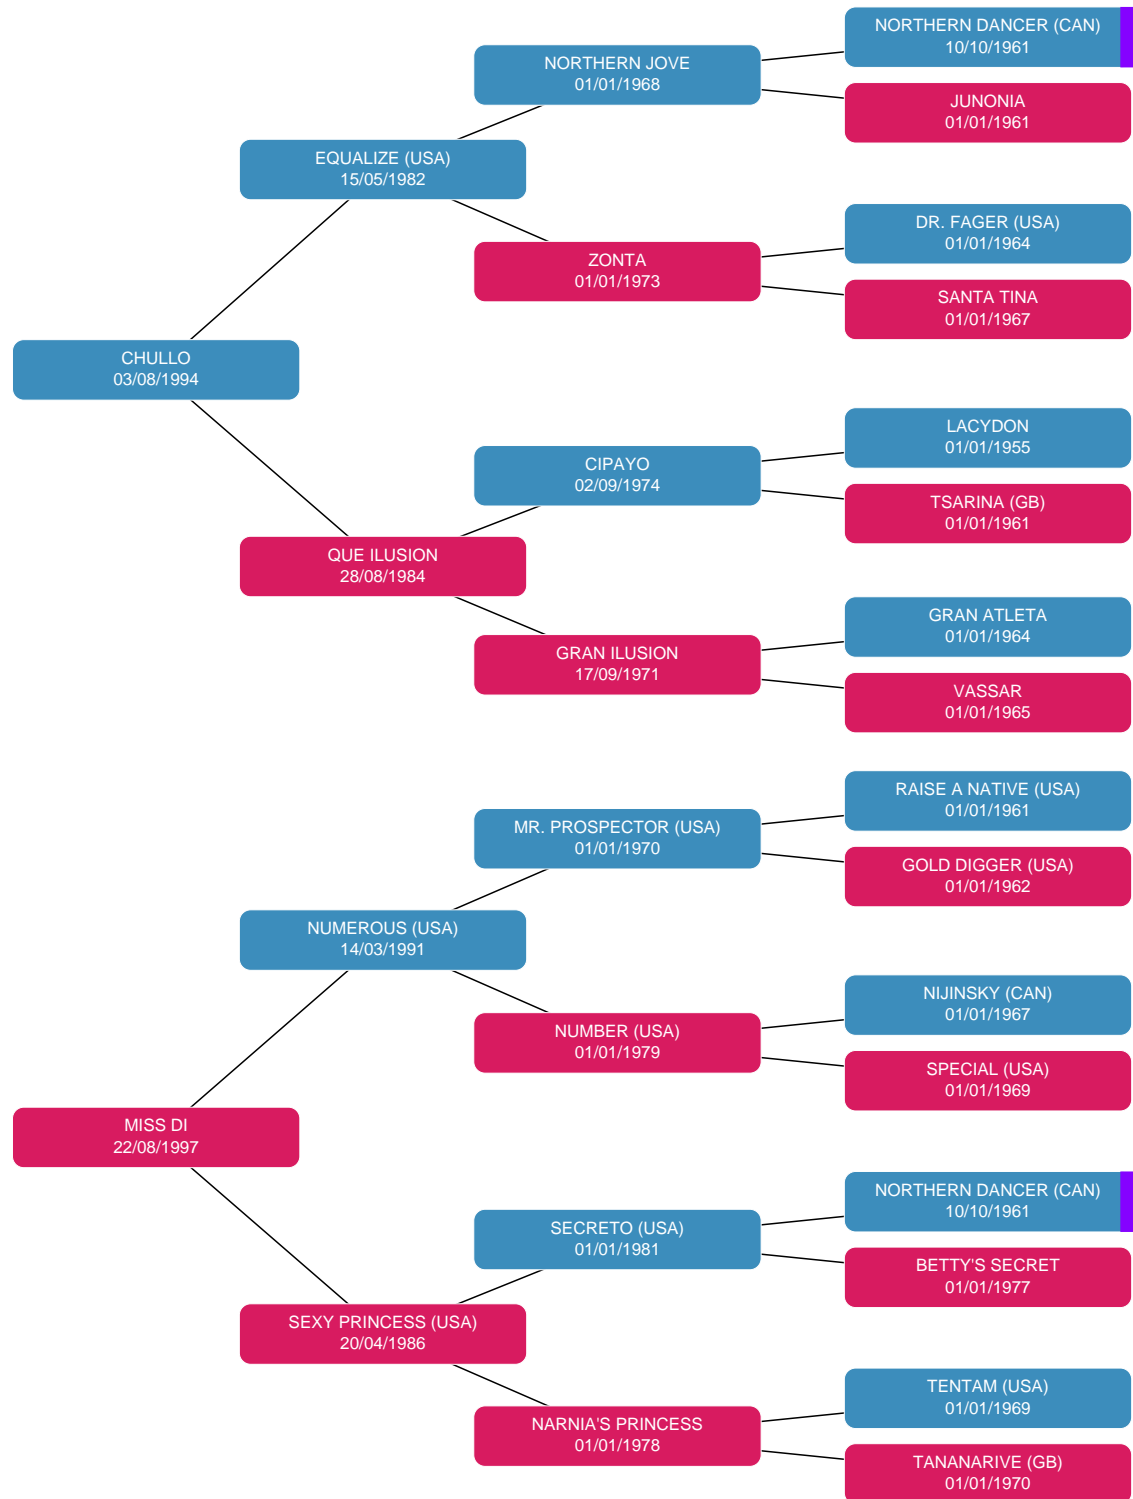 NORTHERN DANCER (CAN)
10/10/1961
NORTHERN JOVE
01/01/1968
JUNONIA
01/01/1961
EQUALIZE (USA)
15/05/1982
DR. FAGER (USA)
01/01/1964
ZONTA
01/01/1973
SANTA TINA
01/01/1967
CHULLO
03/08/1994
LACYDON
01/01/1955
CIPAYO
02/09/1974
TSARINA (GB)
01/01/1961
QUE ILUSION
28/08/1984
GRAN ATLETA
01/01/1964
GRAN ILUSION
17/09/1971
VASSAR
01/01/1965
RAISE A NATIVE (USA)
01/01/1961
MR. PROSPECTOR (USA)
01/01/1970
GOLD DIGGER (USA)
01/01/1962
NUMEROUS (USA)
14/03/1991
NIJINSKY (CAN)
01/01/1967
NUMBER (USA)
01/01/1979
SPECIAL (USA)
01/01/1969
MISS DI
22/08/1997
NORTHERN DANCER (CAN)
10/10/1961
SECRETO (USA)
01/01/1981
BETTY'S SECRET
01/01/1977
SEXY PRINCESS (USA)
20/04/1986
TENTAM (USA)
01/01/1969
NARNIA'S PRINCESS
01/01/1978
TANANARIVE (GB)
01/01/1970